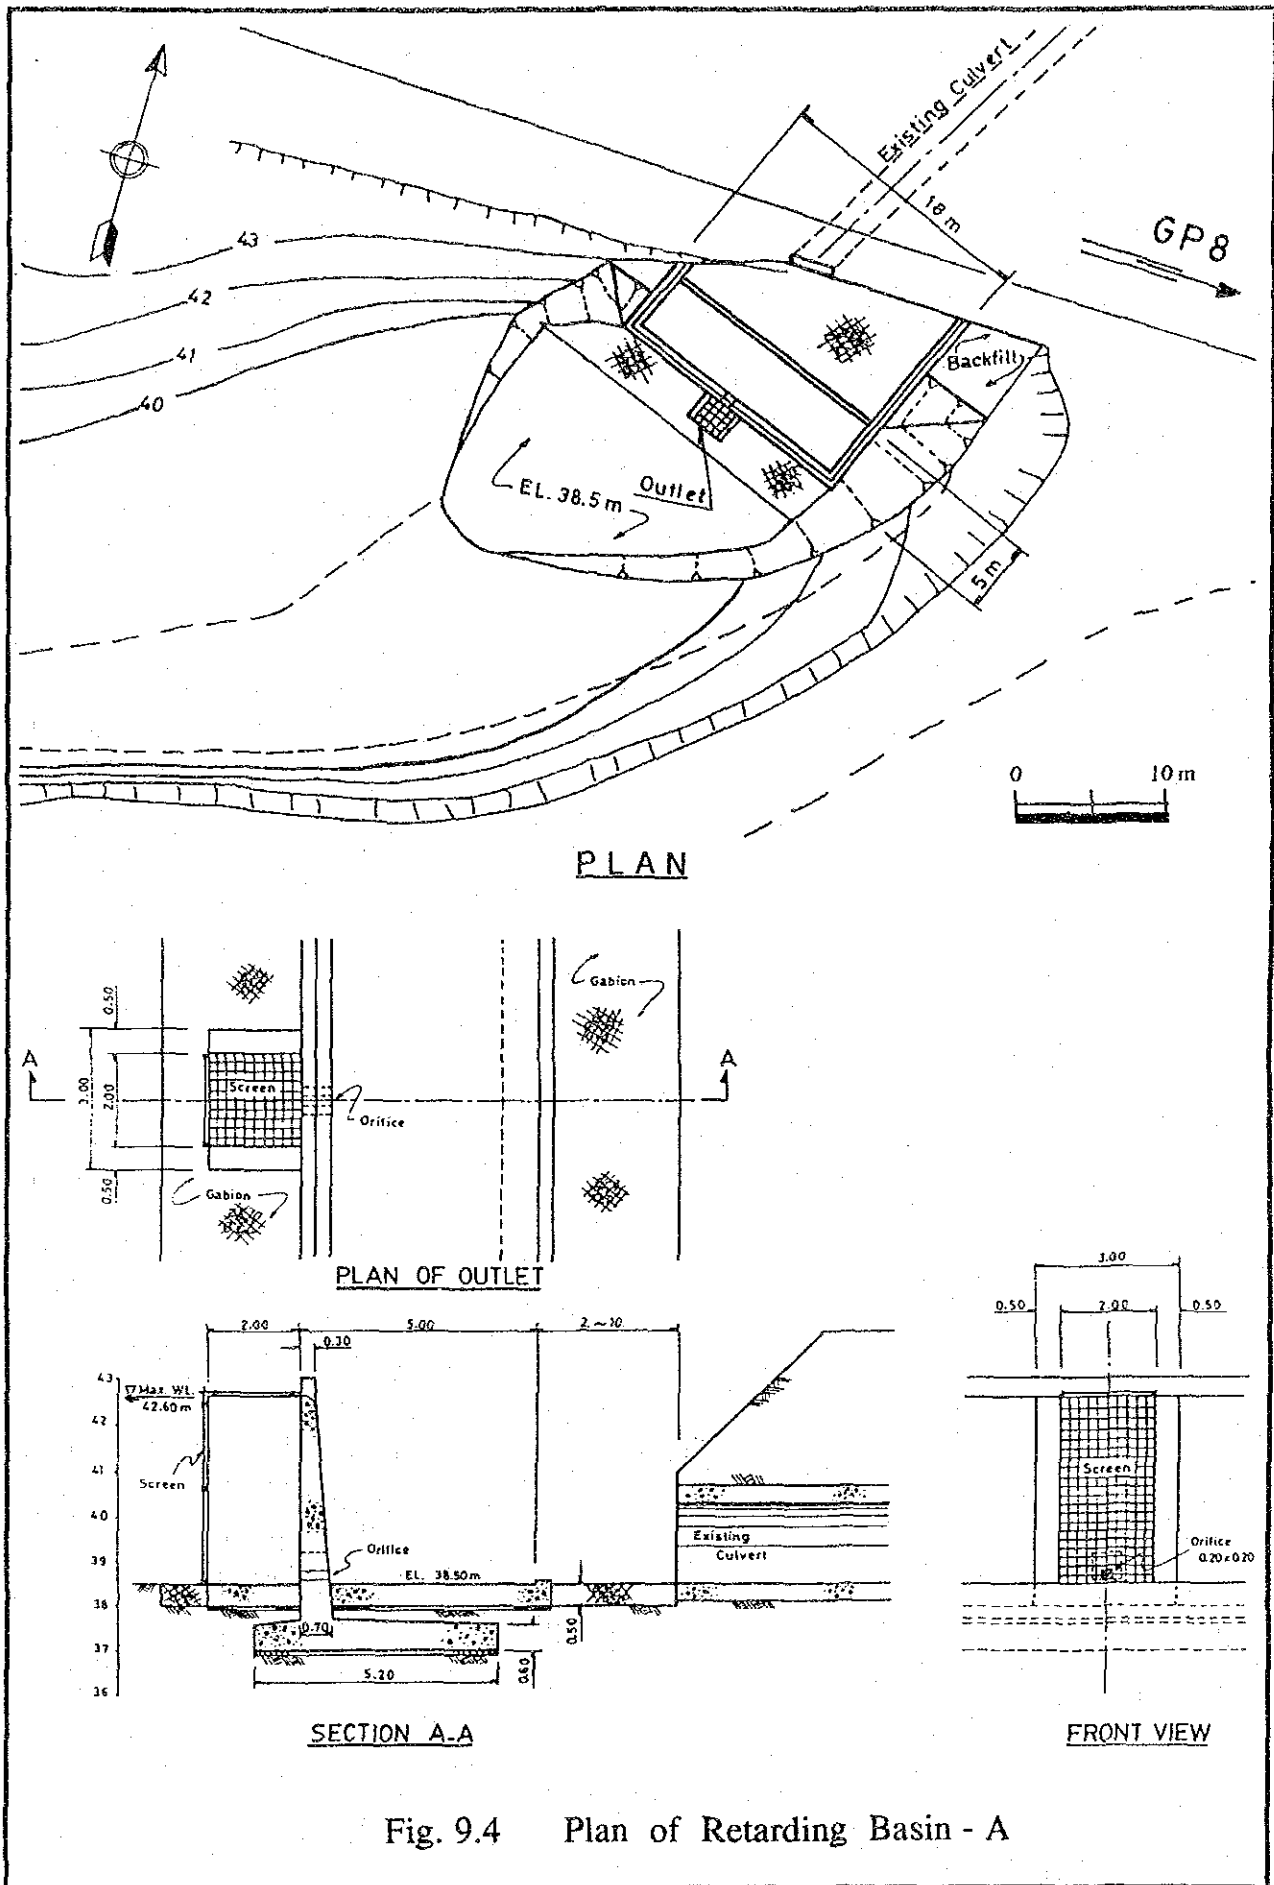 Existing Culvert
18 m
GP8
43
42
41
40
Backfill
EL. 38.5 m
Outlet
5 m
0 10 m
PLAN
Gabion
0.50
A
A
3.00
2.00
Screen
Orifice
0.50
Gabion
PLAN OF OUTLET
3.00
0.50 2.00 0.50
2.00 5.00 2 ~ 10
0.30
43
Max. WL.
42.60 m
42
41
Screen
Screen
40
Existing
Culvert
Orifice
Orifice
0.20 x 0.20
39
EL. 38.50 m
38
0.70
0.50
37
5.20
0.60
36
SECTION A-A
FRONT VIEW
Fig. 9.4 Plan of Retarding Basin - A